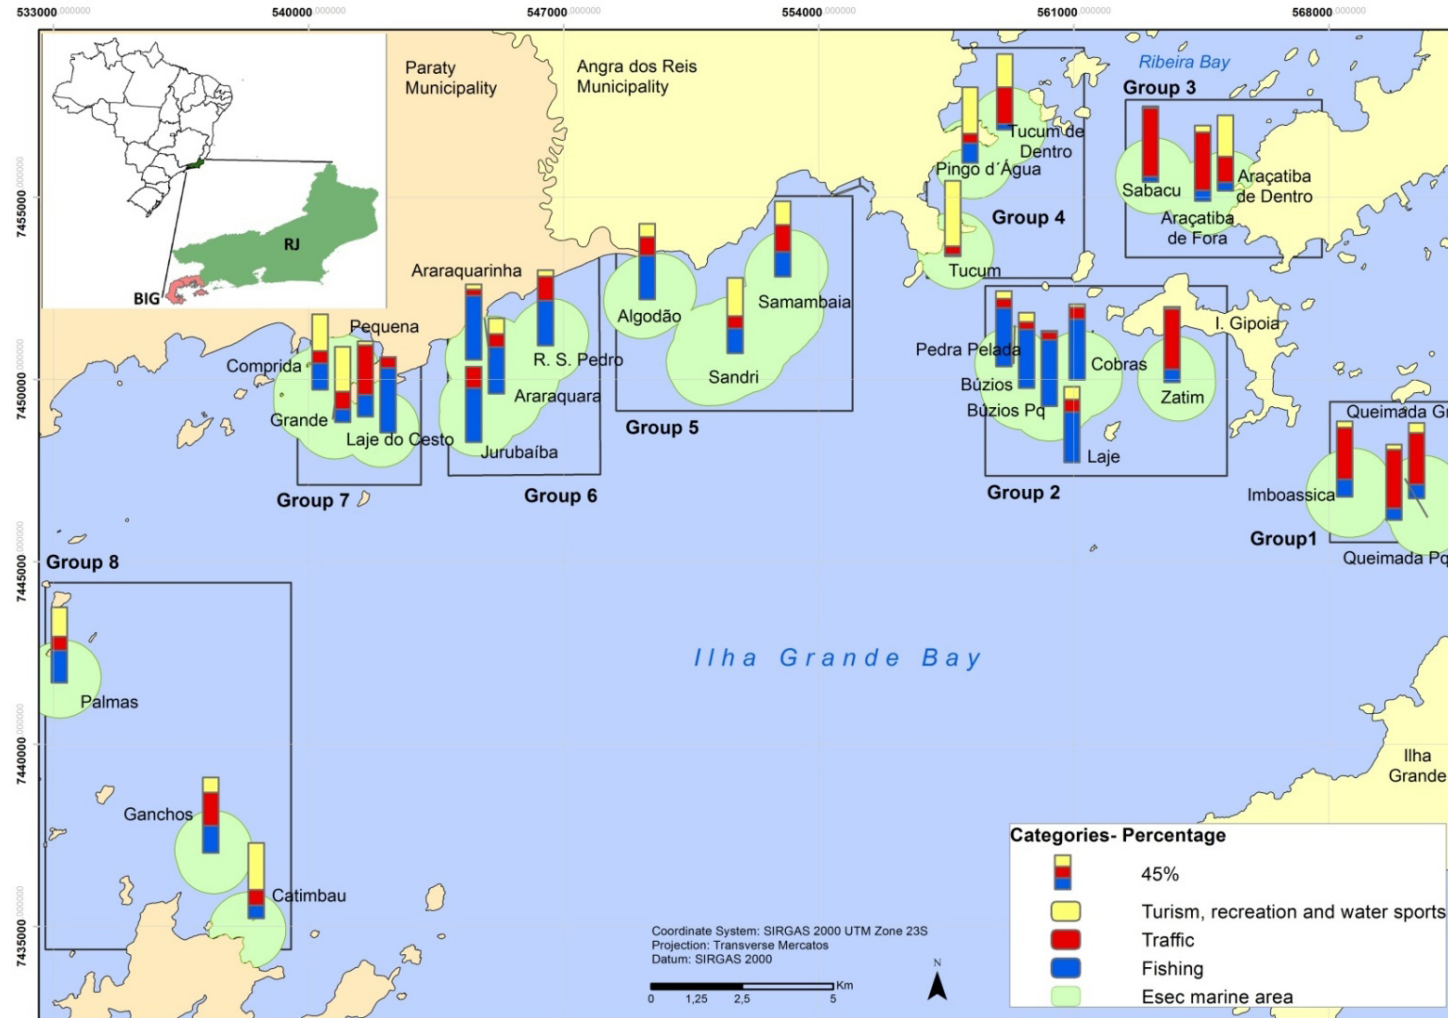 533000,000000 540000,000000 547000,000000 554000,000000 561000,000000 568000,000000
Paraty
Municipality
Angra dos Reis
Municipality
Ribeira Bay
Group 3
Tucum de
Dentro
Pingo d´Água
Sabacu
Araçatiba
de Dentro
Araçatiba
de Fora
Group 4
Tucum
RJ
BIG
7455000,000000
Araraquarinha
Algodão
Samambaia
Sandri
Group 5
R. S. Pedro
Araraquara
Jurubaíba
Group 6
Pequena
Comprida
Grande
Laje do Cesto
Group 7
7450000,000000
Pedra Pelada
Búzios
Búzios Pq
Cobras
Laje
Group 2
I. Gipoia
Zatim
Queimada Gr
Imboassica
Group1
Queimada Pq
7445000,000000
Group 8
Palmas
Ilha Grande Bay
7440000,000000
Ganchos
Catimbau
Ilha
Grande
7435000,000000
Coordinate System: SIRGAS 2000 UTM Zone 23S
Projection: Transverse Mercatos
Datum: SIRGAS 2000
0 1,25 2,5 5 Km
N
Categories- Percentage
45%
Turism, recreation and water sports
Traffic
Fishing
Esec marine area